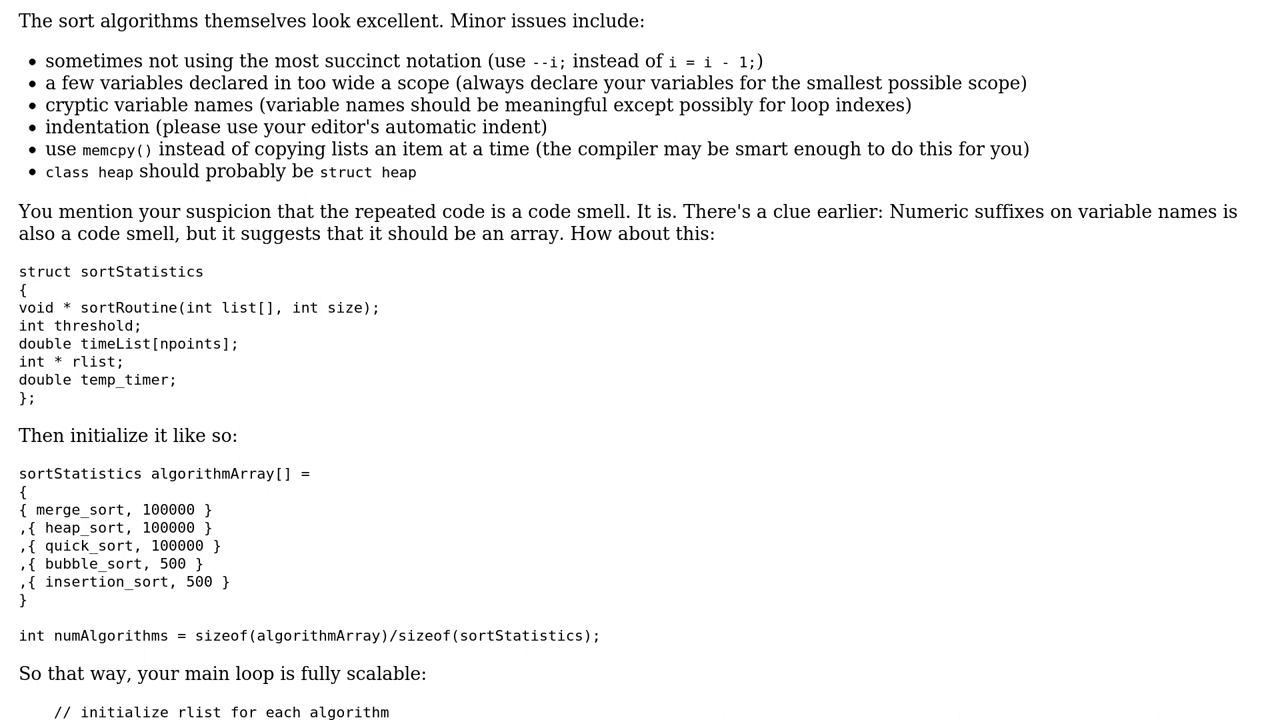 The sort algorithms themselves look excellent. Minor issues include:
• sometimes not using the most succinct notation (use --i; instead of i = i - 1;)
• a few variables declared in too wide a scope (always declare your variables for the smallest possible scope)
• cryptic variable names (variable names should be meaningful except possibly for loop indexes)
• indentation (please use your editor's automatic indent)
• use memcpy() instead of copying lists an item at a time (the compiler may be smart enough to do this for you)
• class heap should probably be struct heap
You mention your suspicion that the repeated code is a code smell. It is. There's a clue earlier: Numeric suffixes on variable names is
also a code smell, but it suggests that it should be an array. How about this:
struct sortStatistics
{
void * sortRoutine(int list[], int size);
int threshold;
double timeList[npoints];
int * rlist;
double temp_timer;
};
Then initialize it like so:
sortStatistics algorithmArray[] =
{
{ merge_sort, 100000 }
,{ heap_sort, 100000 }
,{ quick_sort, 100000 }
,{ bubble_sort, 500 }
,{ insertion_sort, 500 }
}
int numAlgorithms = sizeof(algorithmArray)/sizeof(sortStatistics);
So that way, your main loop is fully scalable:
// initialize rlist for each algorithm